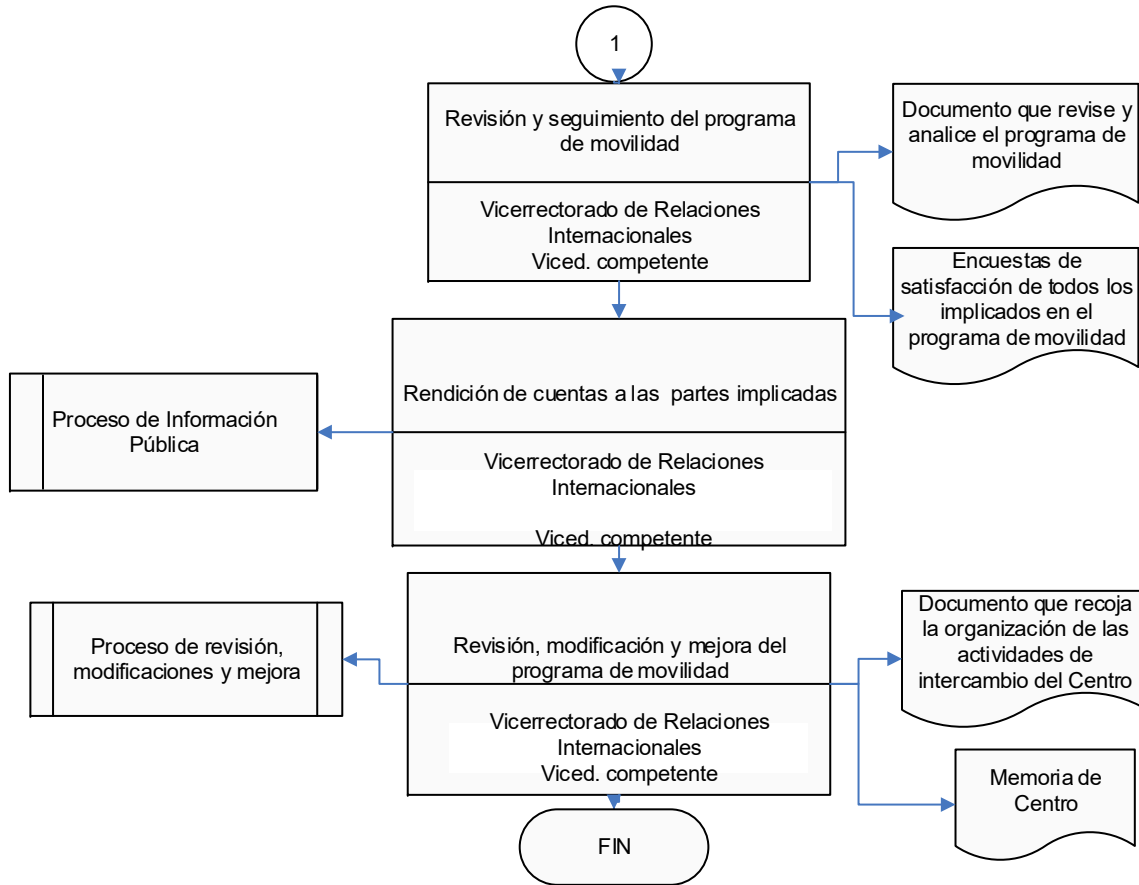 1
Revisión y seguimiento del programa
de movilidad
Vicerrectorado de Relaciones
Internacionales
Viced. competente
Documento que revise y
analice el programa de
movilidad
Encuestas de
satisfacción de todos los
implicados en el
programa de movilidad
Rendición de cuentas a las partes implicadas
Vicerrectorado de Relaciones
Internacionales
Viced. competente
Proceso de Información
Pública
Revisión, modificación y mejora del
programa de movilidad
Vicerrectorado de Relaciones
Internacionales
Viced. competente
Proceso de revisión,
modificaciones y mejora
Documento que recoja
la organización de las
actividades de
intercambio del Centro
Memoria de
Centro
FIN